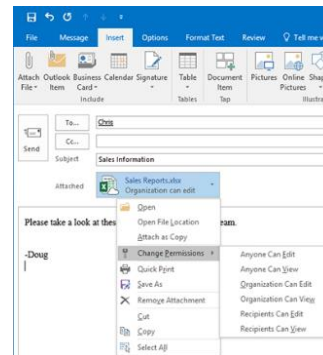 File Message Insert Options Format Text Review Tell me w
Attach File Outlook Item Business Card Calendar Signature Table Document Item Pictures Online Pictures Shap
Include Tables Tap Illustra
To... Chris
Cc...
Send
Subject Sales Information
Attached Sales Reports.xlsx
Organization can edit
Please take a look at thes eam.
-Doug
Open
Open File Location
Attach as Copy
Change Permissions
Quick Print
Save As
Remove Attachment
Cut
Copy
Select All
Anyone Can Edit
Anyone Can View
Organization Can Edit
Organization Can View
Recipients Can Edit
Recipients Can View